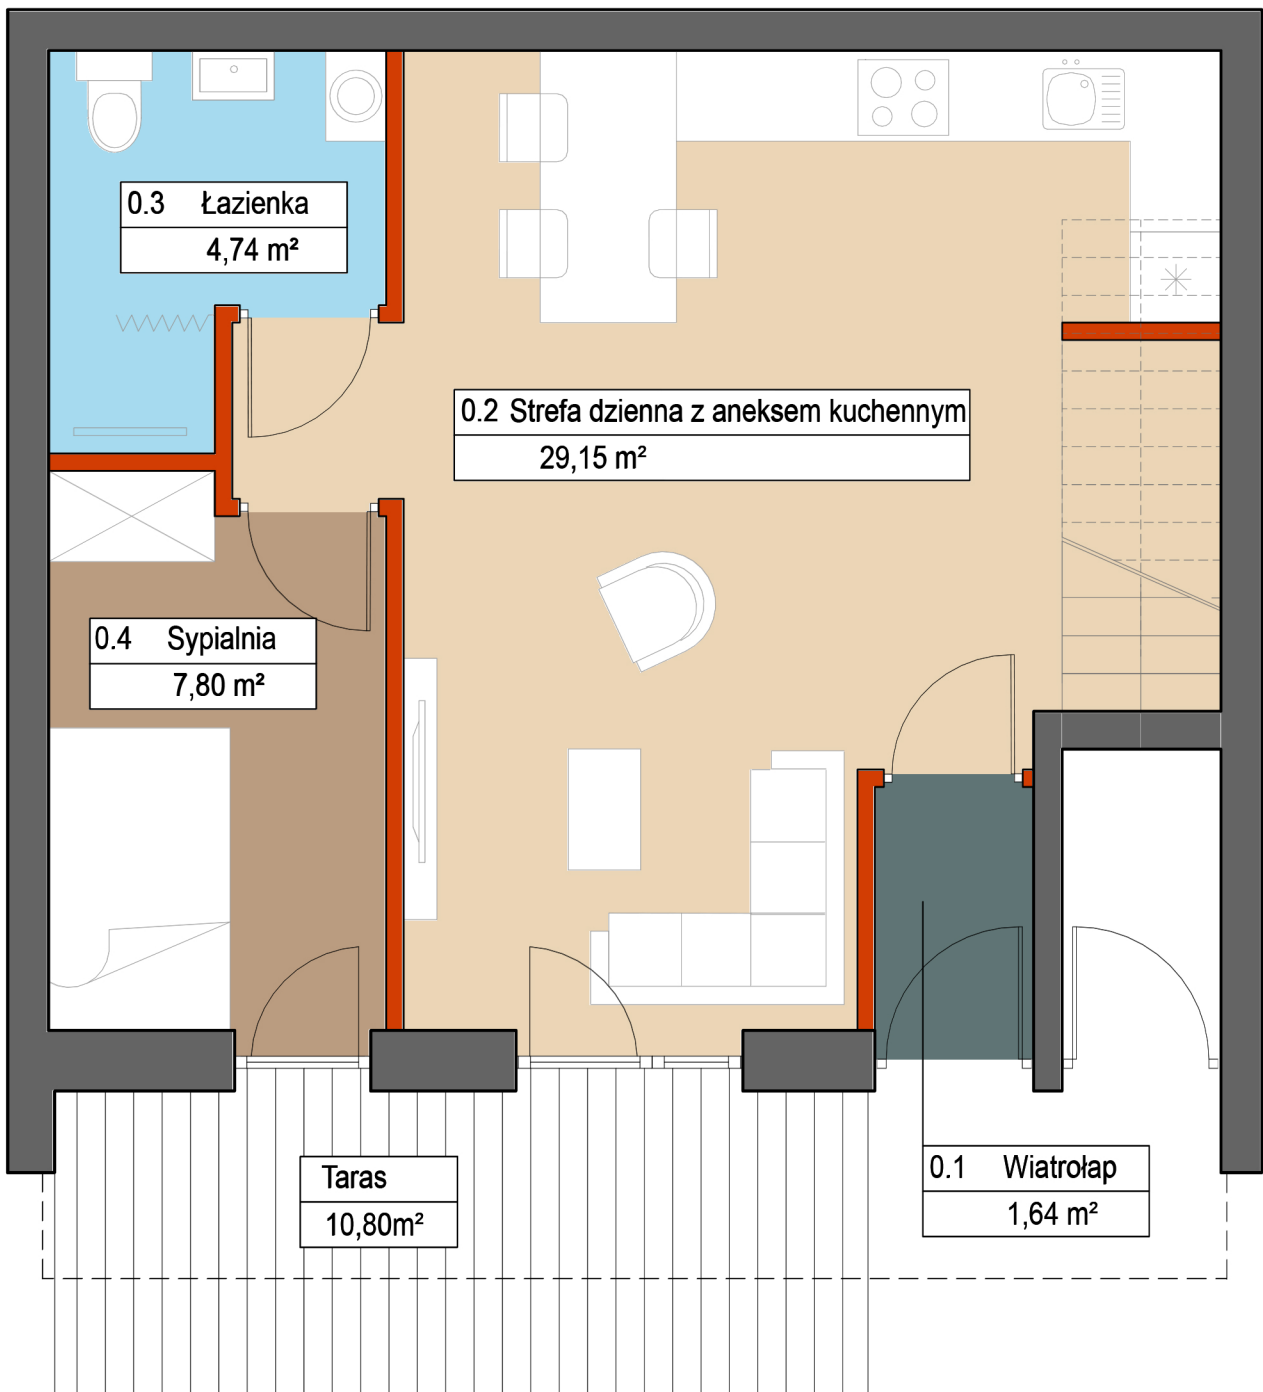 0.3 Łazienka
4,74 m²
0.2 Strefa dzienna z aneksem kuchennym
29,15 m²
0.4 Sypialnia
7,80 m²
Taras
10,80m²
0.1 Wiatrołap
1,64 m²